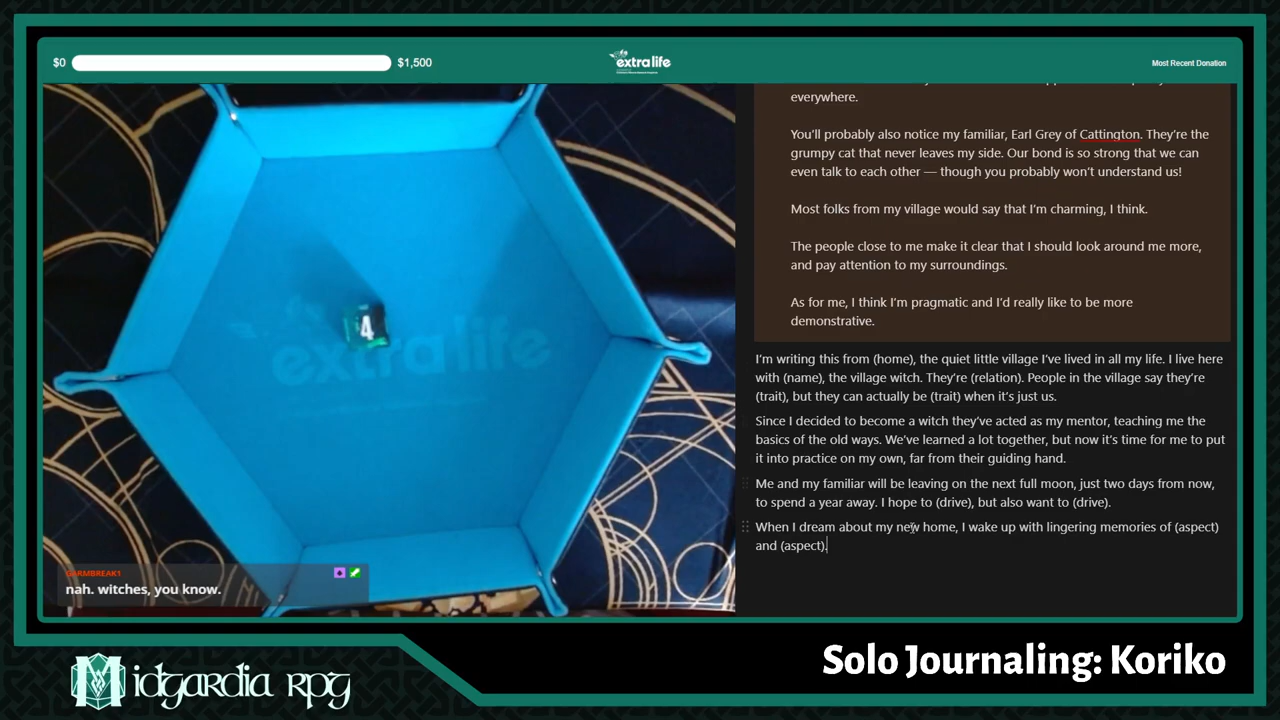 $0
$1,500
extralife
Most Recent Donation
everywhere.
You'll probably also notice my familiar, Earl Grey of Cattington. They're the
grumpy cat that never leaves my side. Our bond is so strong that we can
even talk to each other — though you probably won't understand us!
Most folks from my village would say that I'm charming, I think.
The people close to me make it clear that I should look around me more,
and pay attention to my surroundings.
As for me, I think I'm pragmatic and I'd really like to be more
demonstrative.
I'm writing this from (home), the quiet little village I've lived in all my life. I live here
with (name), the village witch. They're (relation). People in the village say they're
(trait), but they can actually be (trait) when it's just us.
Since I decided to become a witch they've acted as my mentor, teaching me the
basics of the old ways. We've learned a lot together, but now it's time for me to put
it into practice on my own, far from their guiding hand.
Me and my familiar will be leaving on the next full moon, just two days from now,
to spend a year away. I hope to (drive), but also want to (drive).
When I dream about my new home, I wake up with lingering memories of (aspect)
and (aspect).
4
extralife
nah. witches, you know.
Solo Journaling: Koriko
Midgardia RPG